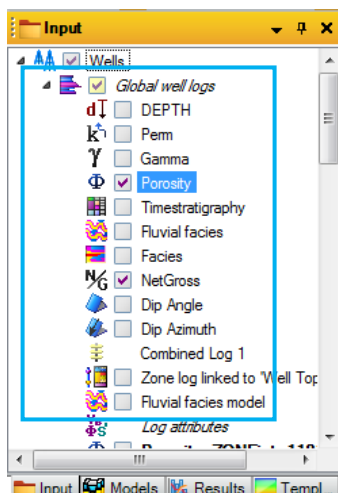 Input
Wells
Global well logs
DEPTH
Perm
Gamma
Porosity
Timestratigraphy
Fluvial facies
Facies
NetGross
Dip Angle
Dip Azimuth
Combined Log 1
Zone log linked to 'Well Top
Fluvial facies model
Log attributes
Input Models Results Templ